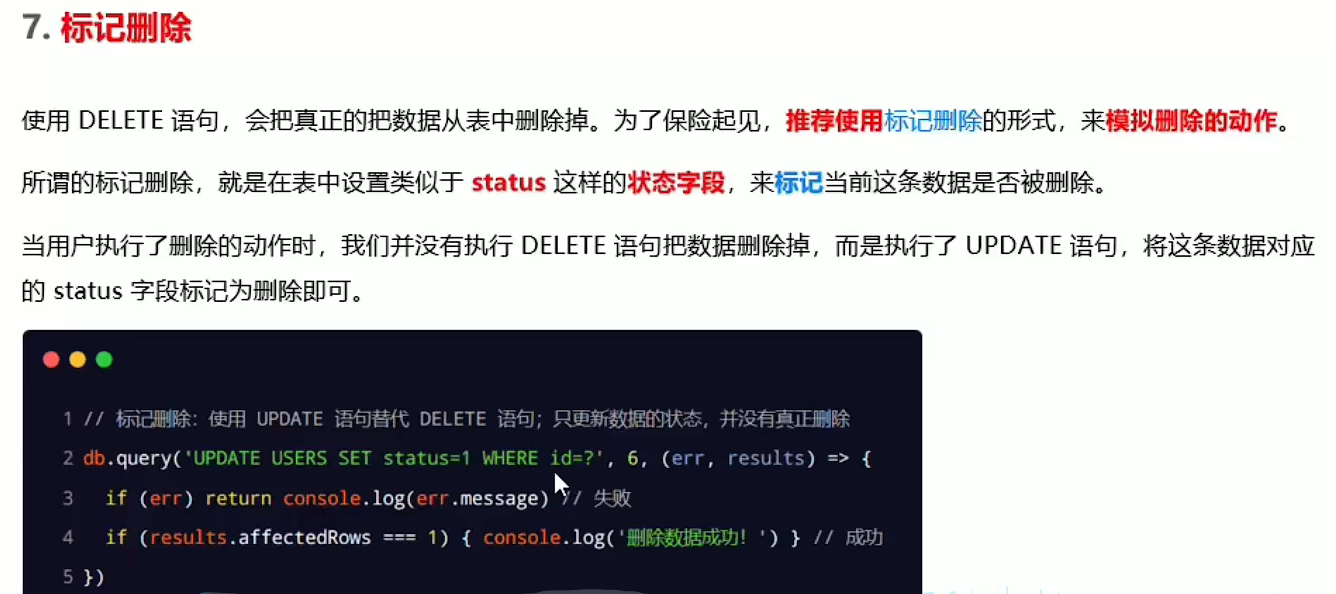 7. 标记删除
使用 DELETE 语句，会把真正的把数据从表中删除掉。为了保险起见，推荐使用标记删除的形式，来模拟删除的动作。
所谓的标记删除，就是在表中设置类似于 status 这样的状态字段，来标记当前这条数据是否被删除。
当用户执行了删除的动作时，我们并没有执行 DELETE 语句把数据删除掉，而是执行了 UPDATE 语句，将这条数据对应
的 status 字段标记为删除即可。
1 // 标记删除：使用 UPDATE 语句替代 DELETE 语句；只更新数据的状态，并没有真正删除
2 db.query('UPDATE USERS SET status=1 WHERE id=?', 6, (err, results) => {
3 if (err) return console.log(err.message) // 失败
4 if (results.affectedRows === 1) { console.log('删除数据成功！') } // 成功
5 })